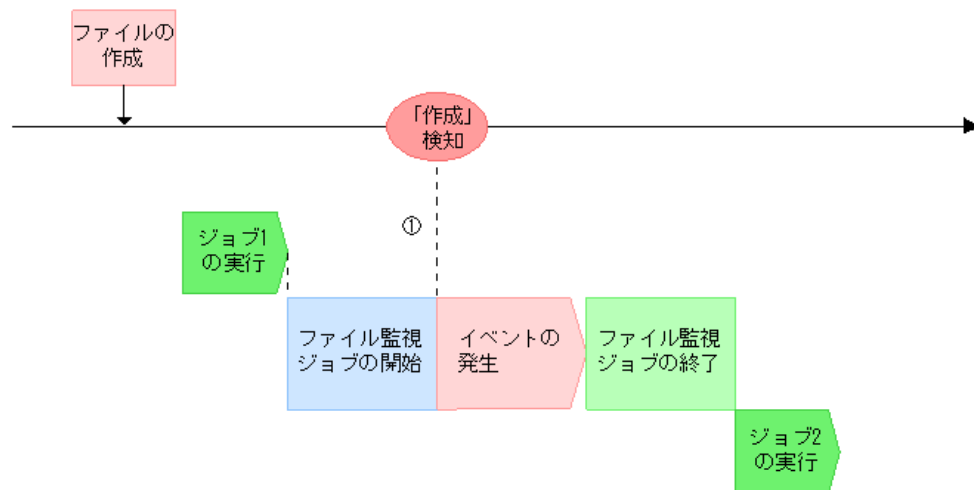 ファイルの
作成
「作成」
検知
①
ジョブ1
の実行
ファイル監視
ジョブの開始
イベントの
発生
ファイル監視
ジョブの終了
ジョブ2
の実行